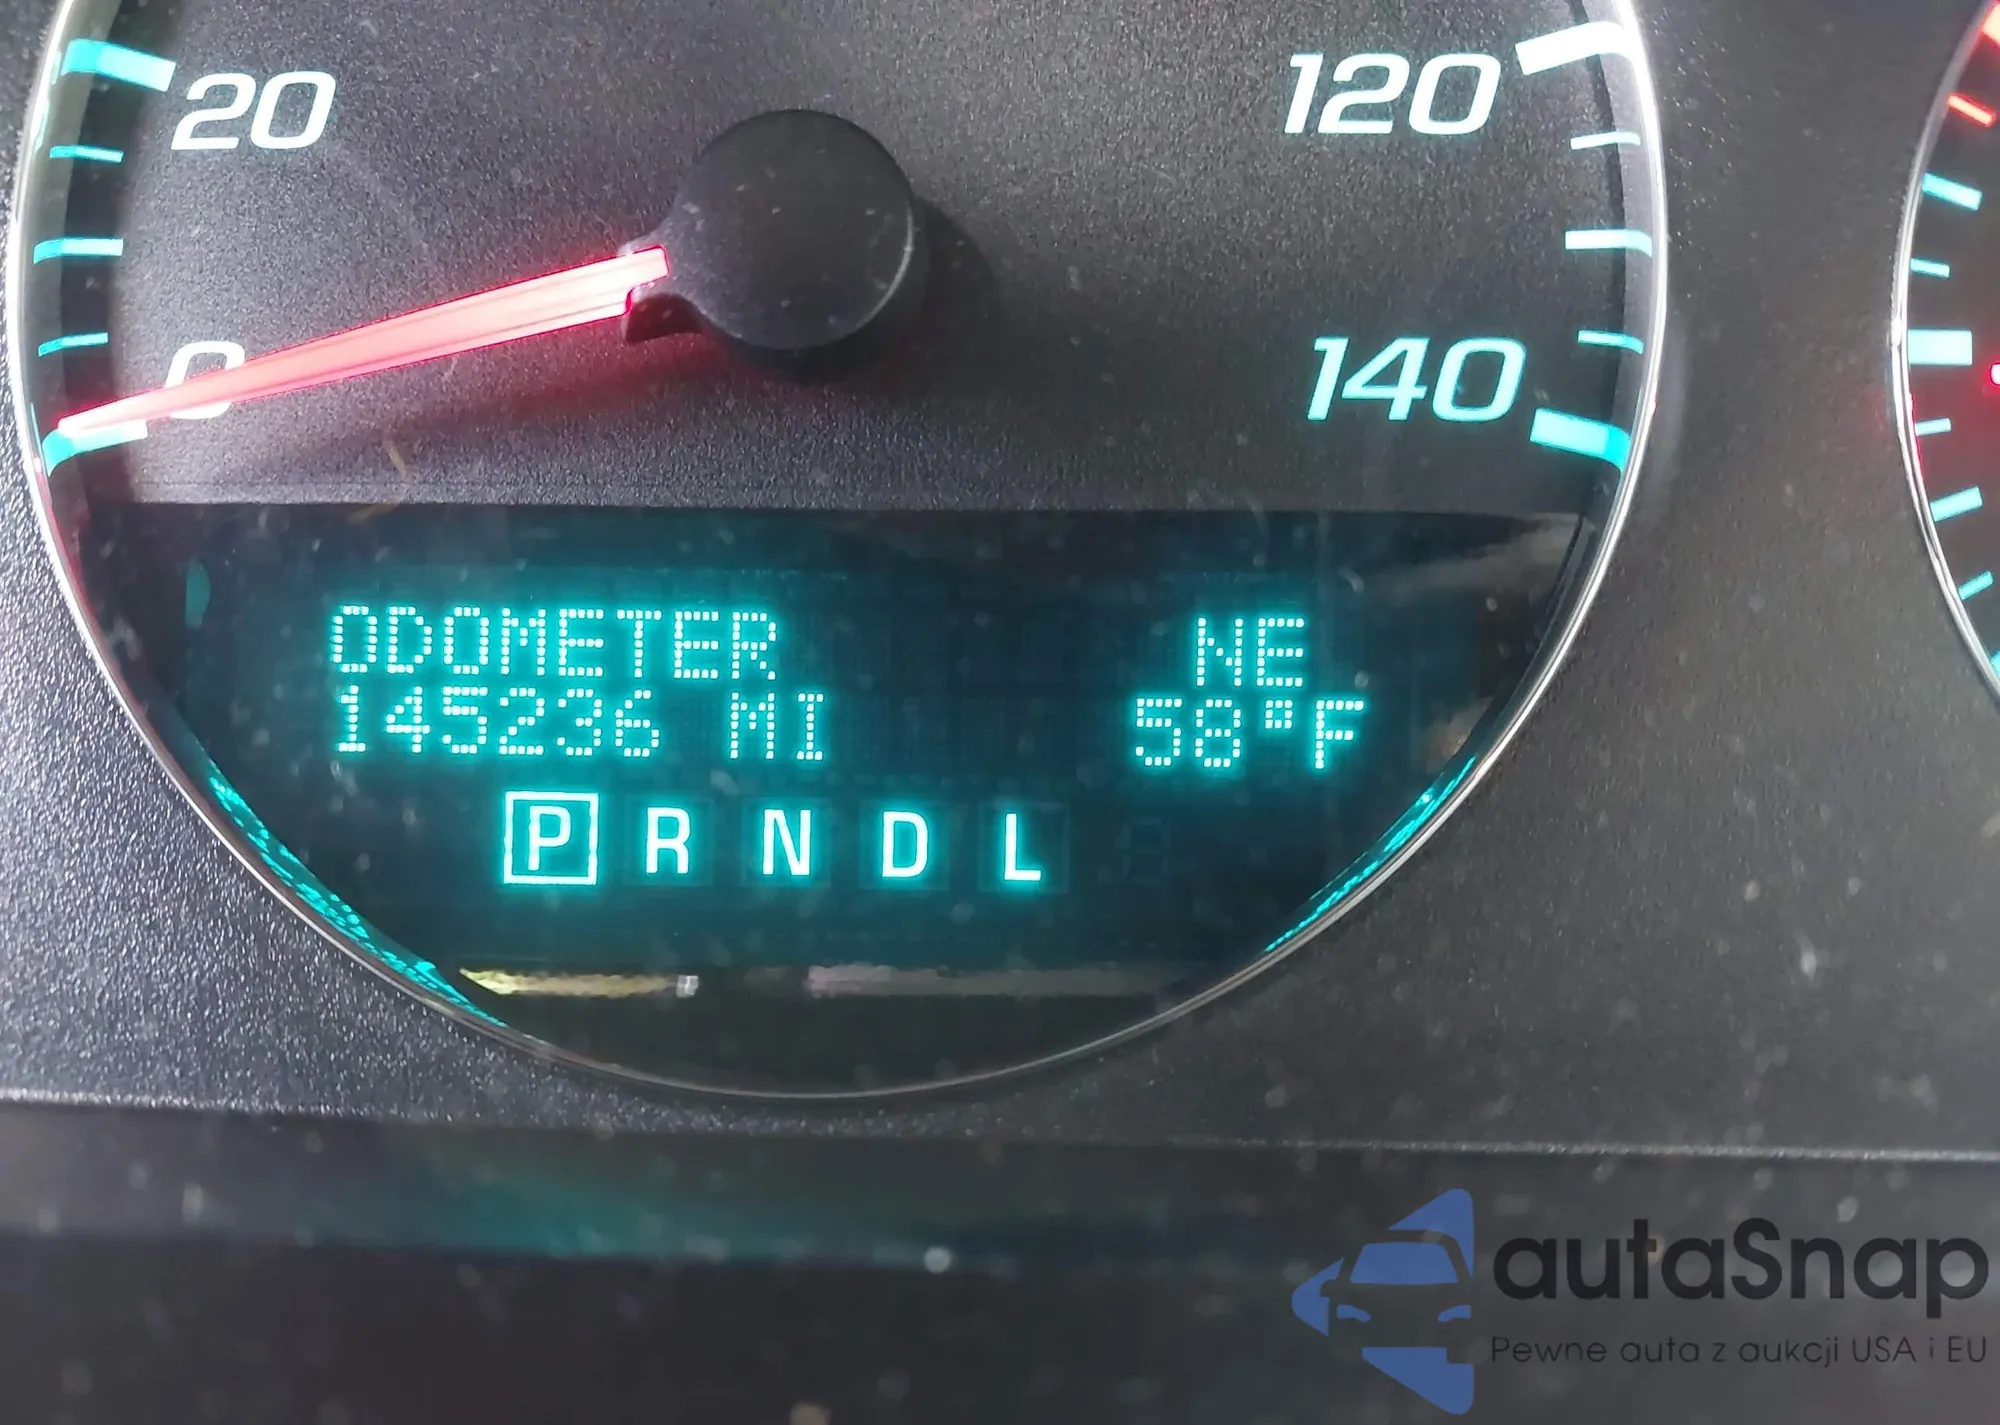 20 120
0 140
ODOMETER NE
145236 MI 58°F
P R N D L
autaSnap
Pewne auta z aukcji USA i EU